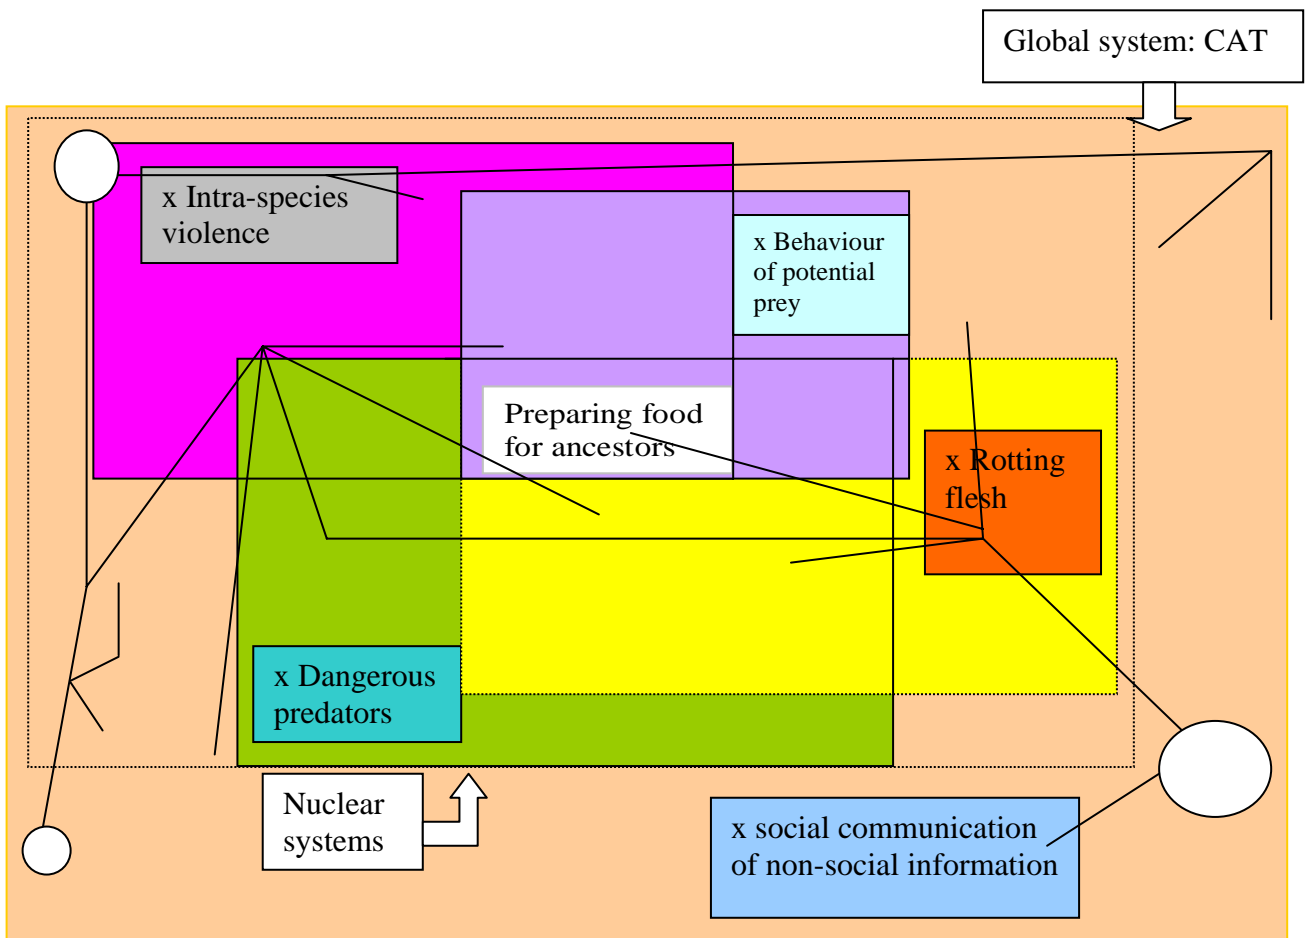 Global system: CAT
x Intra-species
violence
x Behaviour
of potential
prey
Preparing food
for ancestors
x Rotting
flesh
x Dangerous
predators
Nuclear
systems
x social communication
of non-social information